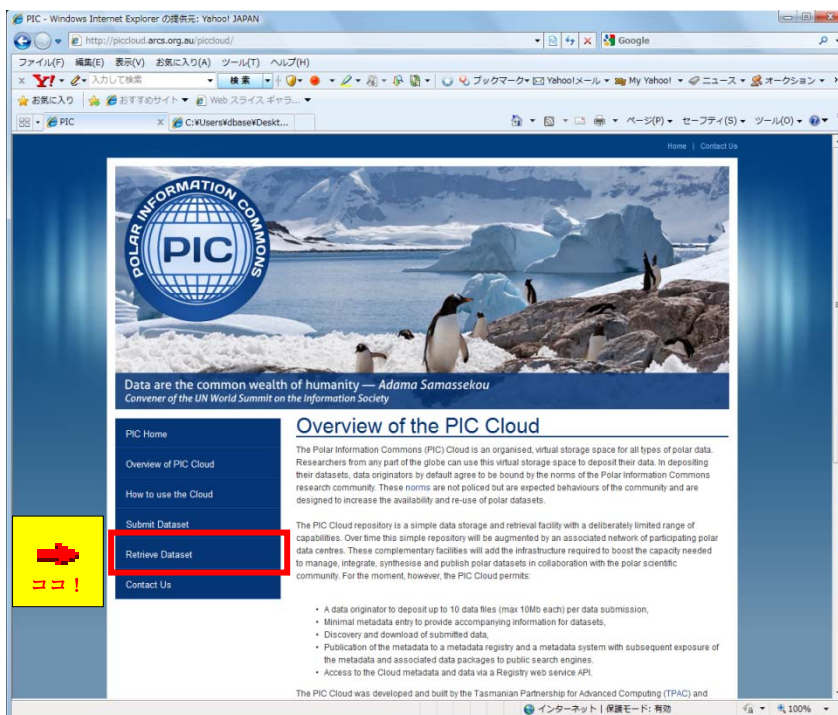 PIC - Windows Internet Explorer の提供元: Yahoo! JAPAN
http://piccloud.arcs.org.au/piccloud/
Google
ファイル(F) 編集(E) 表示(V) お気に入り(A) ツール(T) ヘルプ(H)
Y! 入力して検索 検索 ブックマーク Yahoo!メール My Yahoo! ニュース オークション
お気に入り おすすめサイト Web スライス ギャラ...
PIC C:¥Users¥dbase¥Deskt... ページ(P) セーフティ(S) ツール(O)
Home | Contact Us
POLAR INFORMATION COMMONS
PIC
Data are the common wealth of humanity — Adama Samassekou
Convener of the UN World Summit on the Information Society
PIC Home
Overview of PIC Cloud
How to use the Cloud
Submit Dataset
Retrieve Dataset
Contact Us
ココ！
Overview of the PIC Cloud
The Polar Information Commons (PIC) Cloud is an organised, virtual storage space for all types of polar data.
Researchers from any part of the globe can use this virtual storage space to deposit their data. In depositing
their datasets, data originators by default agree to be bound by the norms of the Polar Information Commons
research community. These norms are not policed but are expected behaviours of the community and are
designed to increase the availability and re-use of polar datasets.
The PIC Cloud repository is a simple data storage and retrieval facility with a deliberately limited range of
capabilities. Over time this simple repository will be augmented by an associated network of participating polar
data centres. These complementary facilities will add the infrastructure required to boost the capacity needed
to manage, integrate, synthesise and publish polar datasets in collaboration with the polar scientific
community. For the moment, however, the PIC Cloud permits:
• A data originator to deposit up to 10 data files (max 10Mb each) per data submission,
• Minimal metadata entry to provide accompanying information for datasets,
• Discovery and download of submitted data,
• Publication of the metadata to a metadata registry and a metadata system with subsequent exposure of
the metadata and associated data packages to public search engines.
• Access to the Cloud metadata and data via a Registry web service API.
The PIC Cloud was developed and built by the Tasmanian Partnership for Advanced Computing (TPAC) and
インターネット | 保護モード: 有効 100%